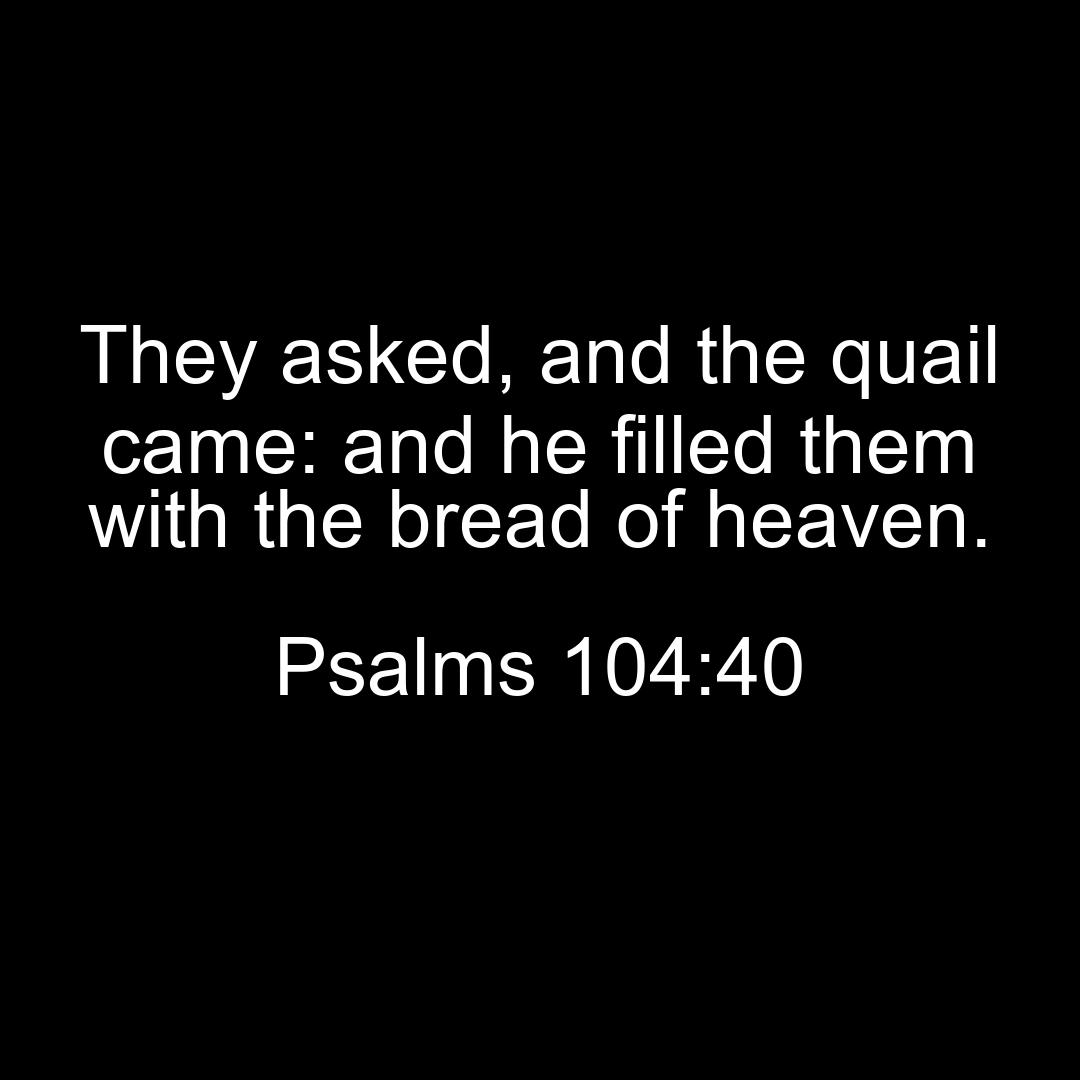 They asked, and the quail
came: and he filled them
with the bread of heaven.
Psalms 104:40